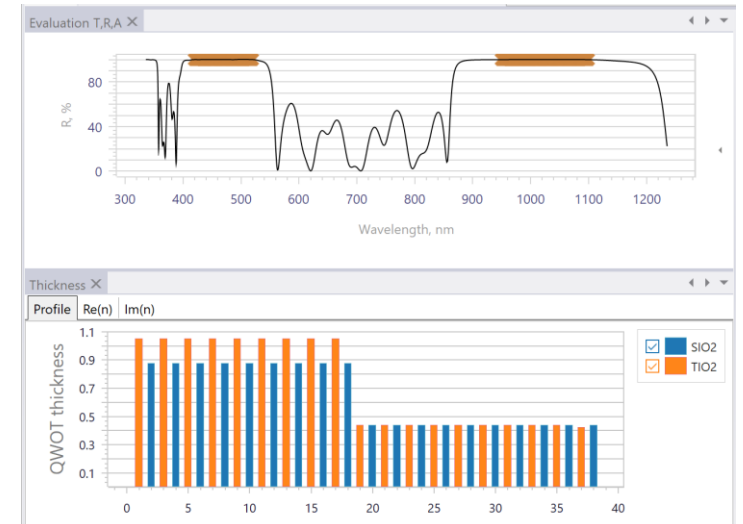 Evaluation T,R,A
R, %
80
40
0
300 400 500 600 700 800 900 1000 1100 1200
Wavelength, nm
Thickness
Profile Re(n) Im(n)
QWOT thickness
1.1
0.9
0.7
0.5
0.3
0.1
0 5 10 15 20 25 30 35 40
SIO2
TIO2